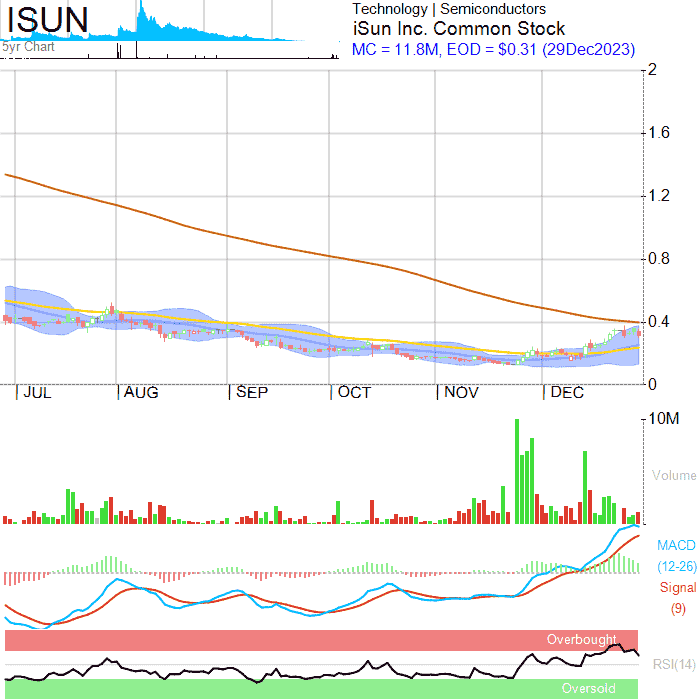 ISUN
5yr Chart
Technology | Semiconductors
iSun Inc. Common Stock
MC = 11.8M, EOD = $0.31 (29Dec2023)
2
1.6
1.2
0.8
0.4
0
JUL AUG SEP OCT NOV DEC
10M
Volume
MACD
(12-26)
Signal
(9)
Overbought
RSI(14)
Oversold